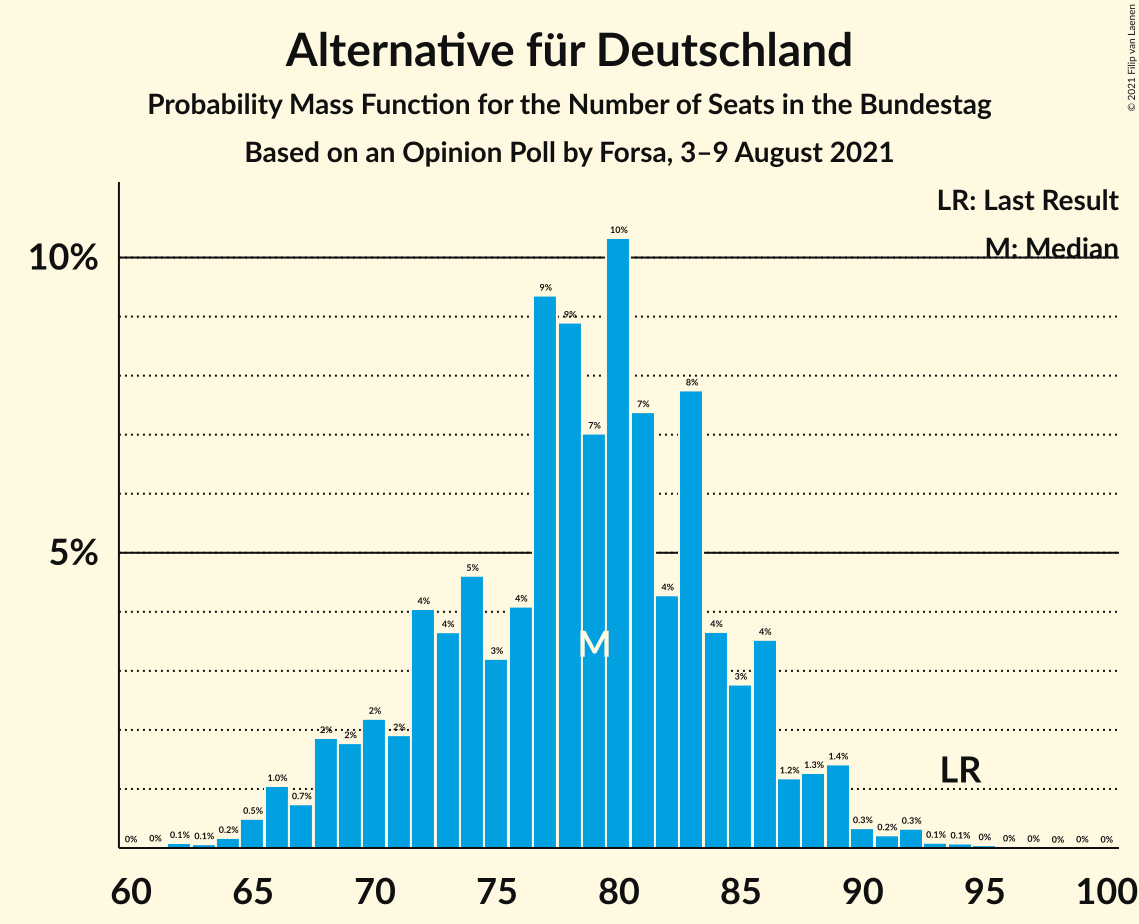 Alternative für Deutschland
Probability Mass Function for the Number of Seats in the Bundestag
Based on an Opinion Poll by Forsa, 3–9 August 2021
© 2021 Filip van Laenen
LR: Last Result
M: Median
10%
5%
0% 0% 0.1% 0.1% 0.2% 0.5% 1.0% 0.7% 2% 2% 2% 2% 4% 4% 5% 3% 4% 9% 9% 7% 10% 7% 4% 8% 4% 3% 4% 1.2% 1.3% 1.4% 0.3% 0.2% 0.3% 0.1% 0.1% 0% 0% 0% 0% 0% 0%
M
LR
60 65 70 75 80 85 90 95 100